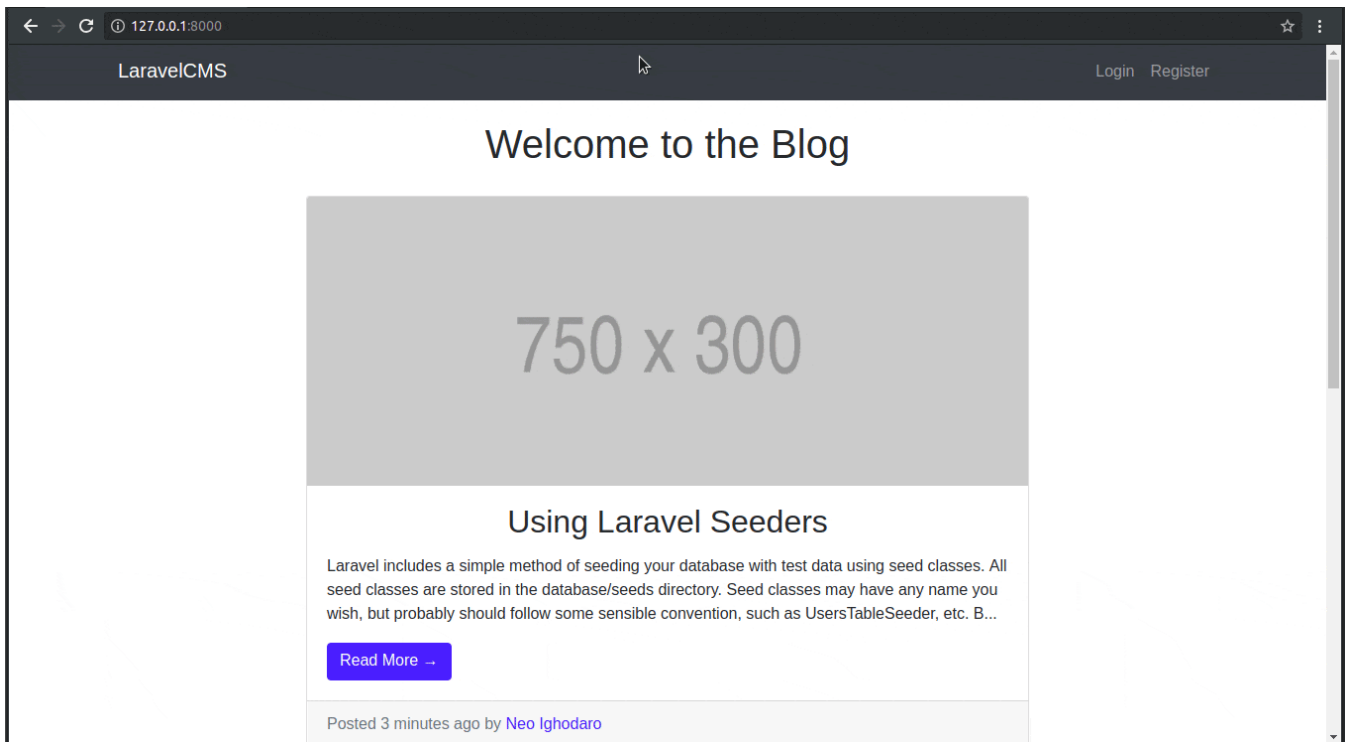 127.0.0.1:8000
LaravelCMS Login Register
Welcome to the Blog
750 x 300
Using Laravel Seeders
Laravel includes a simple method of seeding your database with test data using seed classes. All
seed classes are stored in the database/seeds directory. Seed classes may have any name you
wish, but probably should follow some sensible convention, such as UsersTableSeeder, etc. B...
Read More →
Posted 3 minutes ago by Neo Ighodaro